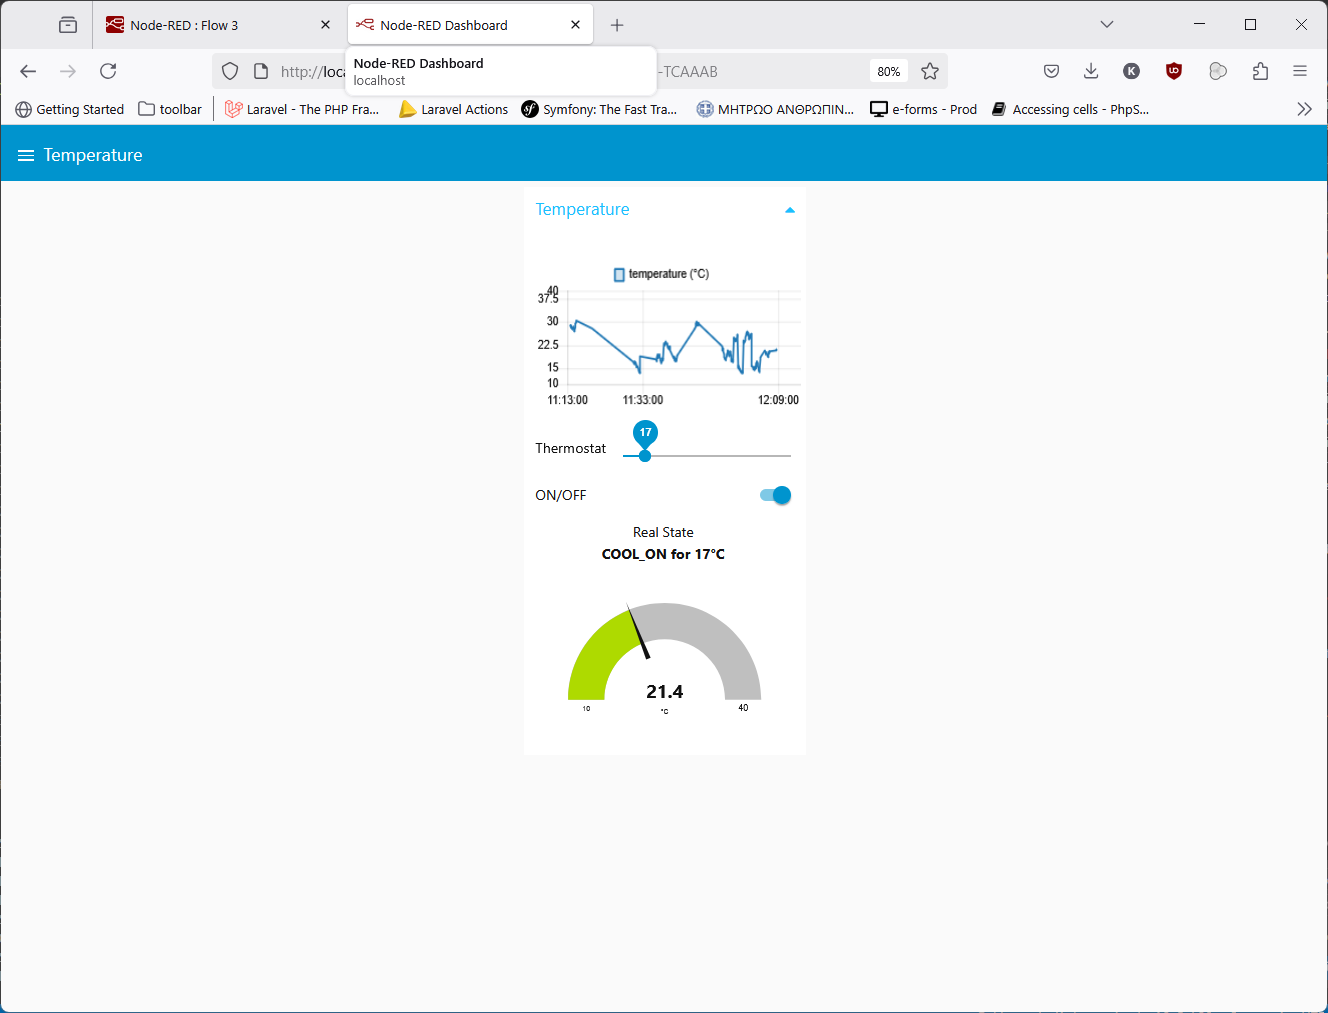 Node-RED : Flow 3
Node-RED Dashboard
Node-RED Dashboard
localhost
http://loca
-TCAAAB
80%
K
Getting Started
toolbar
Laravel - The PHP Fra...
Laravel Actions
Symfony: The Fast Tra...
ΜΗΤΡΩΟ ΑΝΘΡΩΠΙΝ...
e-forms - Prod
Accessing cells - PhpS...
Temperature
Temperature
temperature (°C)
40
37.5
30
22.5
15
10
11:13:00
11:33:00
12:09:00
17
Thermostat
ON/OFF
Real State
COOL_ON for 17°C
21.4
°C
10
40